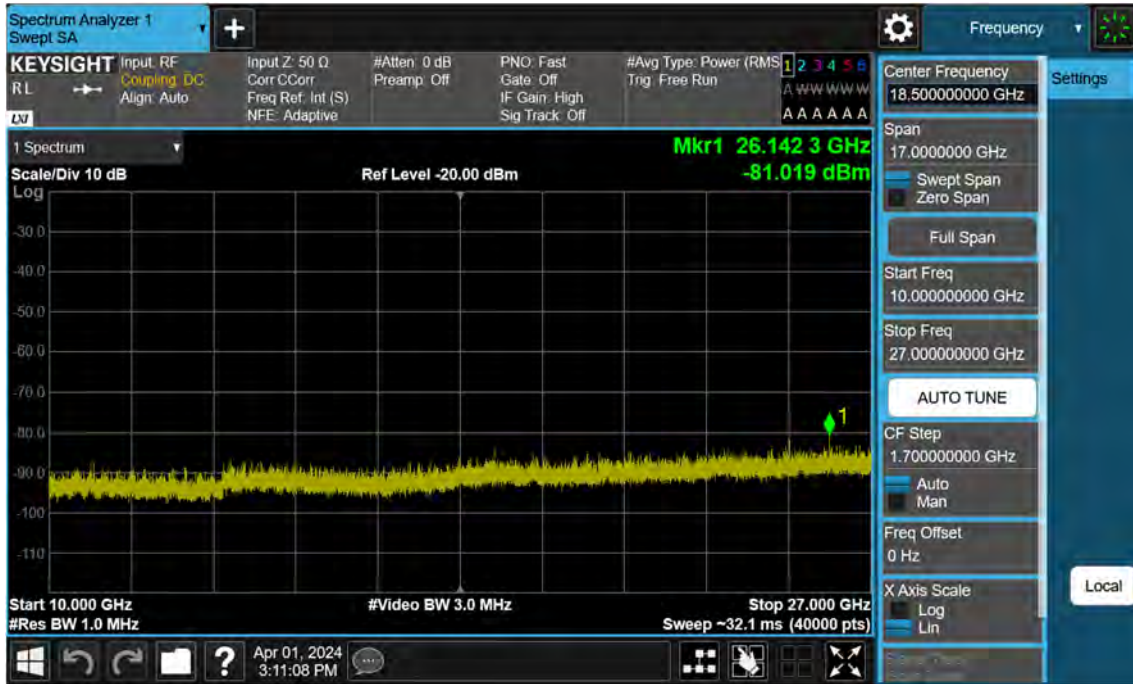 Spectrum Analyzer 1
Swept SA
+
Frequency
KEYSIGHT
RL
LXI
Input: RF
Coupling: DC
Align: Auto
Input Z: 50 Ω
Corr CCorr
Freq Ref: Int (S)
NFE: Adaptive
#Atten: 0 dB
Preamp: Off
PNO: Fast
Gate: Off
IF Gain: High
Sig Track: Off
#Avg Type: Power (RMS
Trig: Free Run
1 2 3 4 5 6
A W W W W W
A A A A A A
1 Spectrum
Scale/Div 10 dB
Ref Level -20.00 dBm
Mkr1 26.142 3 GHz
-81.019 dBm
Log
-30.0
-40.0
-50.0
-60.0
-70.0
-80.0
-90.0
-100
-110
1
Start 10.000 GHz
#Res BW 1.0 MHz
#Video BW 3.0 MHz
Stop 27.000 GHz
Sweep ~32.1 ms (40000 pts)
Center Frequency
18.500000000 GHz
Span
17.0000000 GHz
Swept Span
Zero Span
Full Span
Start Freq
10.000000000 GHz
Stop Freq
27.000000000 GHz
AUTO TUNE
CF Step
1.700000000 GHz
Auto
Man
Freq Offset
0 Hz
X Axis Scale
Log
Lin
Settings
Local
?
Apr 01, 2024
3:11:08 PM